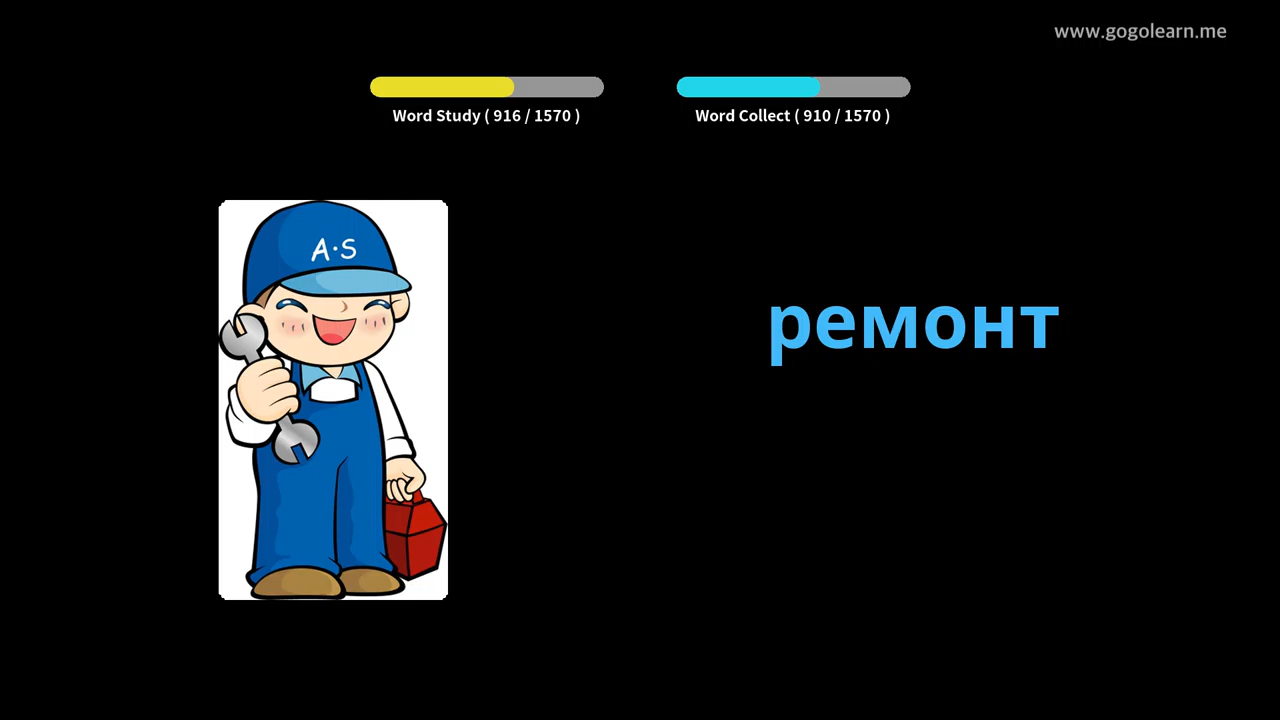 www.gogolearn.me
Word Study ( 916 / 1570 )
Word Collect ( 910 / 1570 )
A·S
ремонт